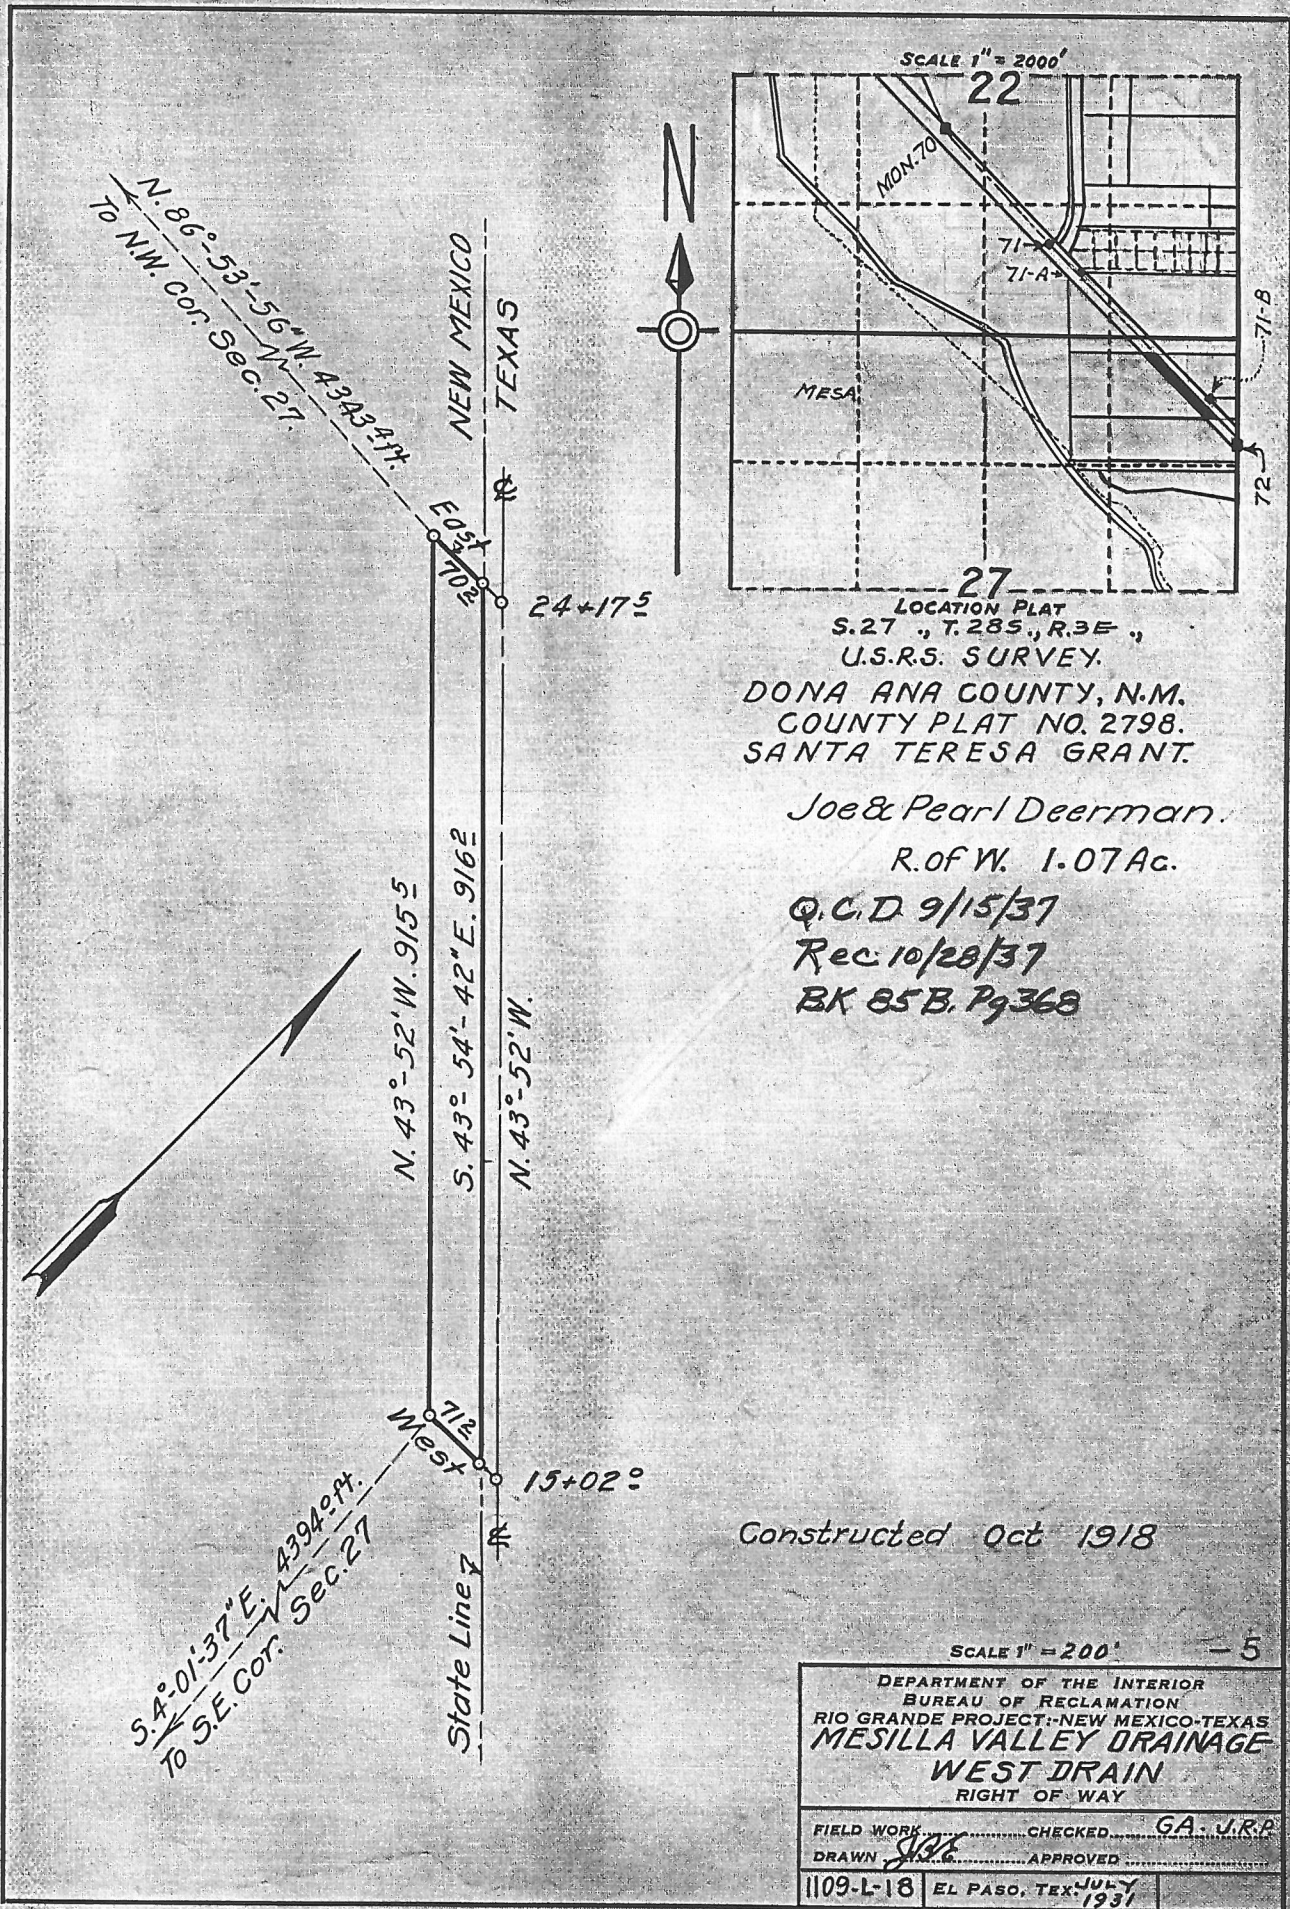 SCALE 1" = 2000'
22
MON. 70
71
71-A
71-B
MESA
72
27
LOCATION PLAT
S.27 ., T.28S., R.3E .,
U.S.R.S. SURVEY.
DONA ANA COUNTY, N.M.
COUNTY PLAT NO. 2798.
SANTA TERESA GRANT.
Joe & Pearl Deerman.
R. of W. 1.07 Ac.
Q.C.D. 9/15/37
Rec. 10/28/37
BK 85 B. Pg 368
N
N. 86°-53'-56" W. 4343.4 ft.
To N.W. Cor. Sec. 27.
NEW MEXICO
TEXAS
East
70.2
24+17.5
N. 43°-52' W. 915.5
S. 43°-54'-42" E. 916.2
N. 43°-52' W.
71.2
West
15+02.0
S. 4°-01'-37" E. 4394.0 ft.
To S.E. Cor. Sec. 27
State Line
Constructed Oct 1918
SCALE 1" = 200'
-5
DEPARTMENT OF THE INTERIOR
BUREAU OF RECLAMATION
RIO GRANDE PROJECT:-NEW MEXICO-TEXAS
MESILLA VALLEY DRAINAGE
WEST DRAIN
RIGHT OF WAY
FIELD WORK CHECKED GA - J.R.P.
DRAWN APPROVED
1109-L-18 EL PASO, TEX. JULY 1931